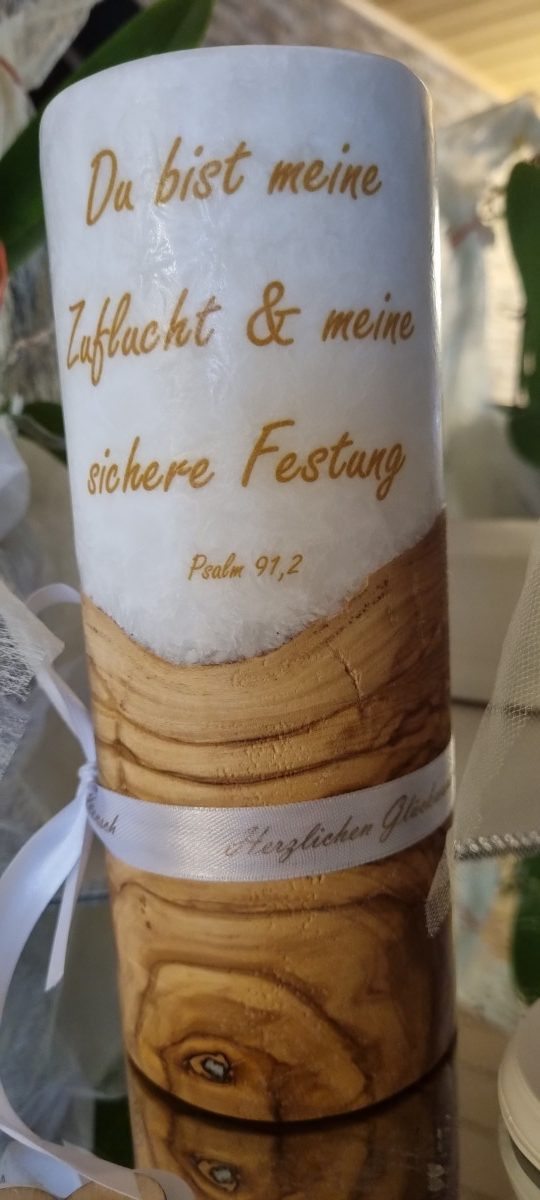 Du bist meine
Zuflucht & meine
sichere Festung
Psalm 91,2
Herzlichen